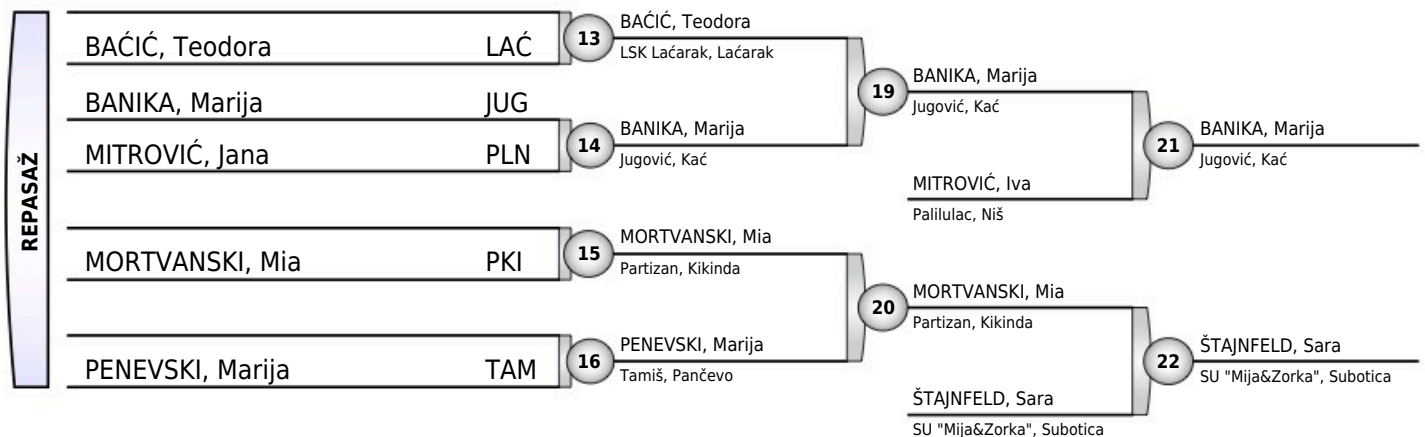 REPASAŽ
BAĆIĆ, Teodora LAĆ
BANIKA, Marija JUG
MITROVIĆ, Jana PLN
MORTVANSKI, Mia PKI
PENEVSKI, Marija TAM
13
BAĆIĆ, Teodora
LSK Laćarak, Laćarak
14
BANIKA, Marija
Jugović, Kać
15
MORTVANSKI, Mia
Partizan, Kikinda
16
PENEVSKI, Marija
Tamiš, Pančevo
19
BANIKA, Marija
Jugović, Kać
MITROVIĆ, Iva
Palilulac, Niš
20
MORTVANSKI, Mia
Partizan, Kikinda
ŠTAJNFELD, Sara
SU "Mija&Zorka", Subotica
21
BANIKA, Marija
Jugović, Kać
22
ŠTAJNFELD, Sara
SU "Mija&Zorka", Subotica